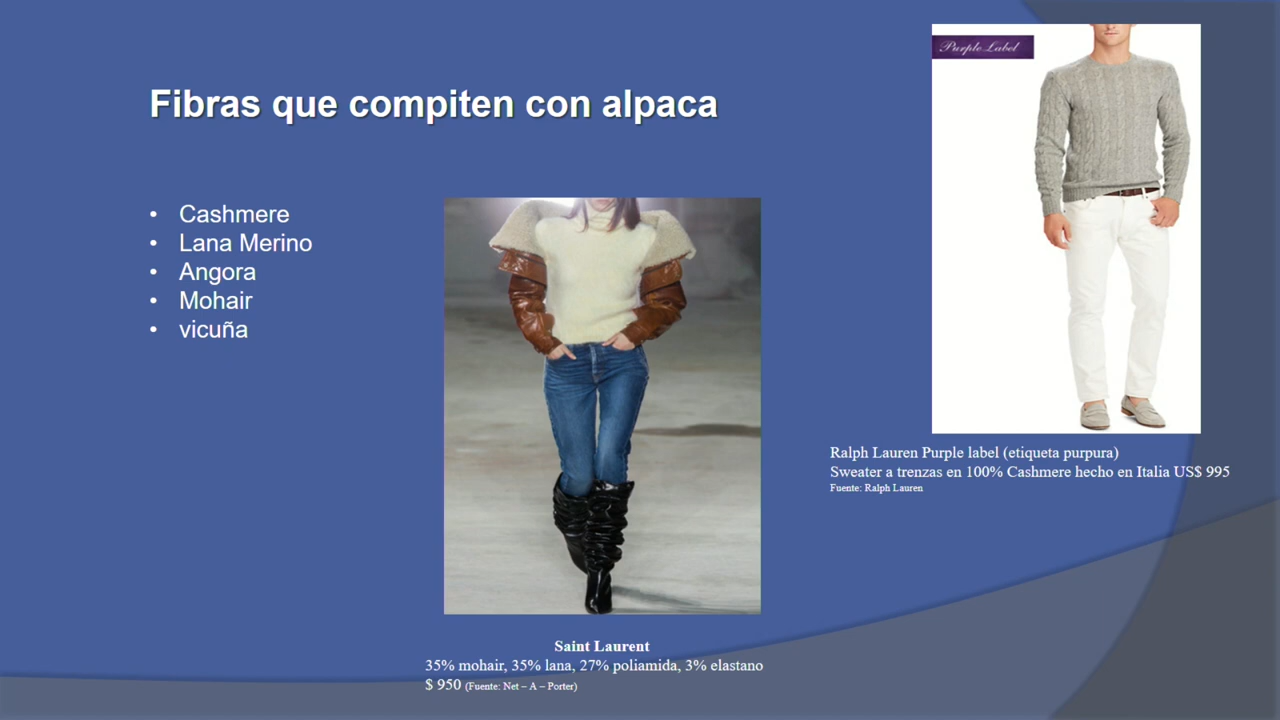 Purple Label
Fibras que compiten con alpaca
• Cashmere
• Lana Merino
• Angora
• Mohair
• vicuña
Ralph Lauren Purple label (etiqueta purpura)
Sweater a trenzas en 100% Cashmere hecho en Italia US$ 995
Fuente: Ralph Lauren
Saint Laurent
35% mohair, 35% lana, 27% poliamida, 3% elastano
$ 950 (Fuente: Net – A – Porter)